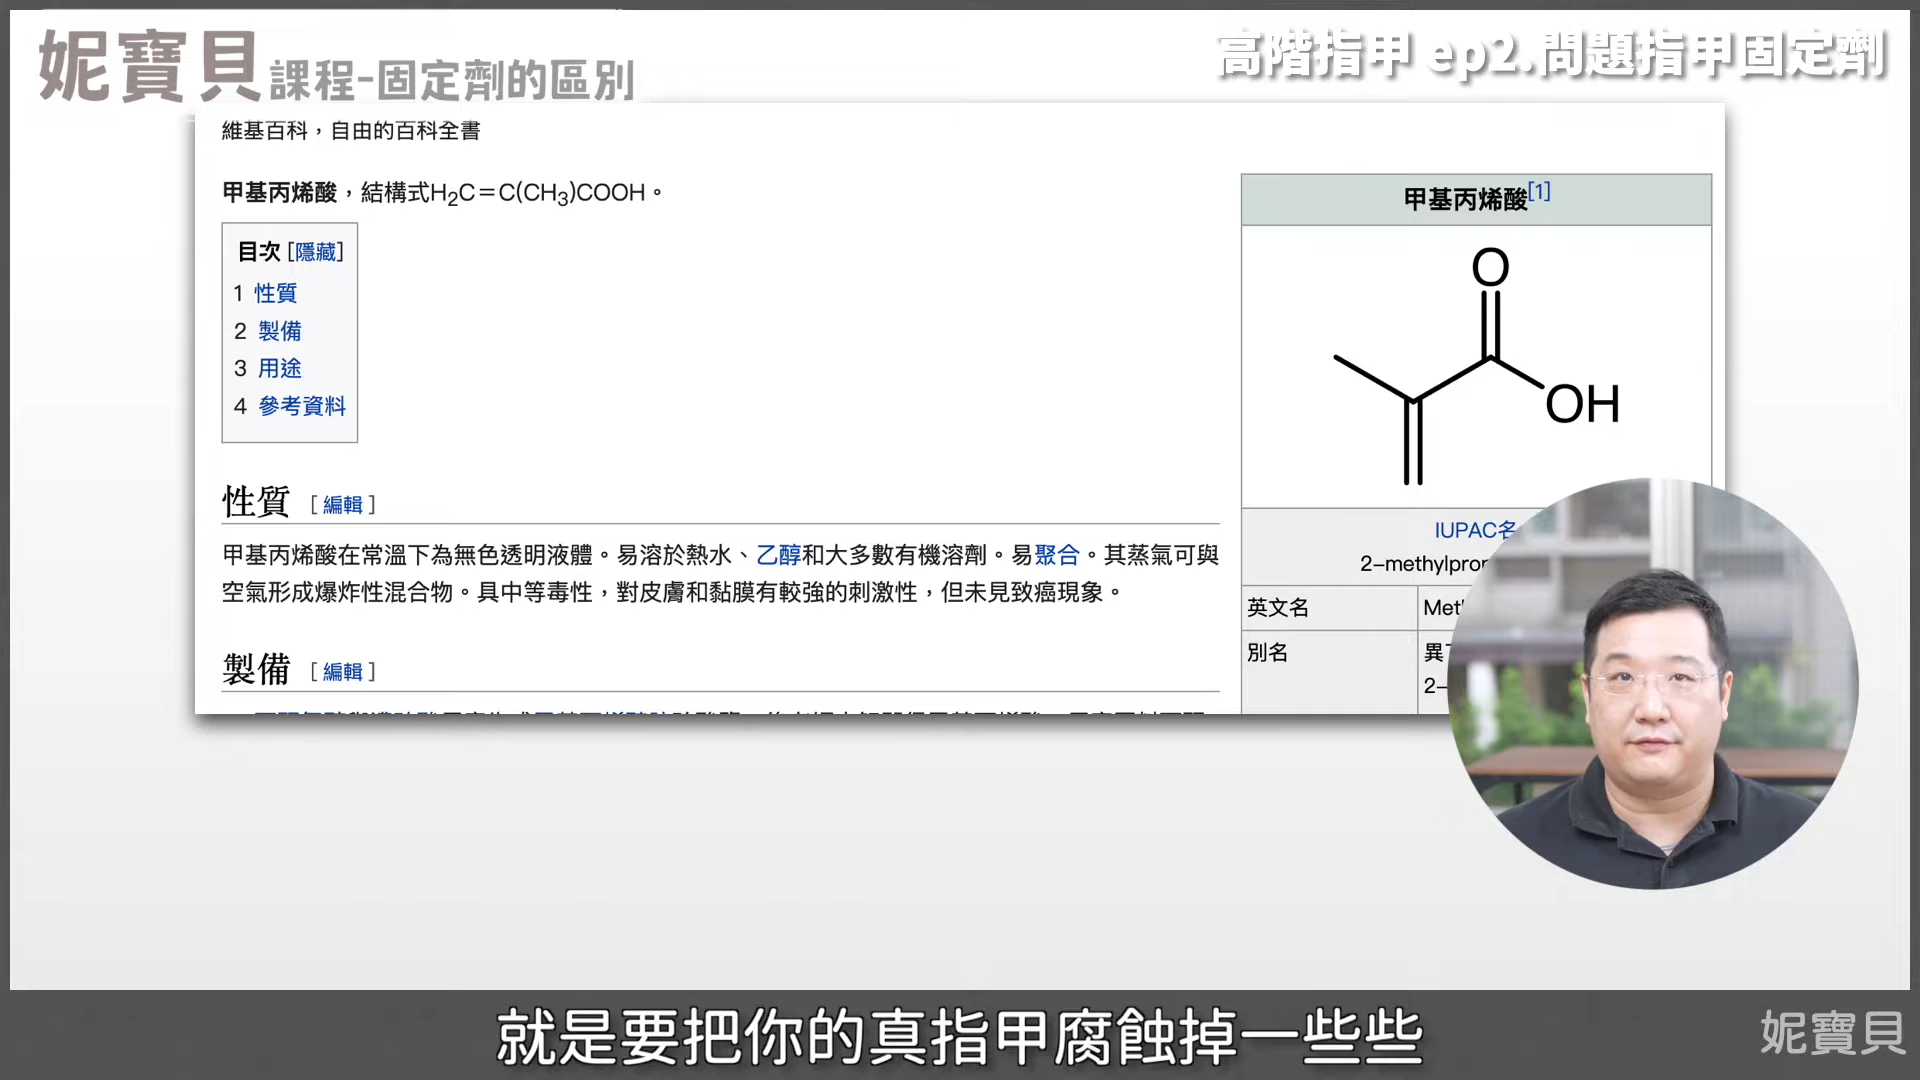 妮寶貝課程-固定劑的區別
高階指甲 ep2.問題指甲固定劑
維基百科，自由的百科全書
甲基丙烯酸，結構式H₂C＝C(CH₃)COOH。
目次 [隱藏]
1 性質
2 製備
3 用途
4 參考資料
性質 [編輯]
甲基丙烯酸在常溫下為無色透明液體。易溶於熱水、乙醇和大多數有機溶劑。易聚合。其蒸氣可與
空氣形成爆炸性混合物。具中等毒性，對皮膚和黏膜有較強的刺激性，但未見致癌現象。
製備 [編輯]
甲基丙烯酸[1]
O
OH
IUPAC名
2-methylpro
英文名 Met
別名
2-
就是要把你的真指甲腐蝕掉一些些
妮寶貝